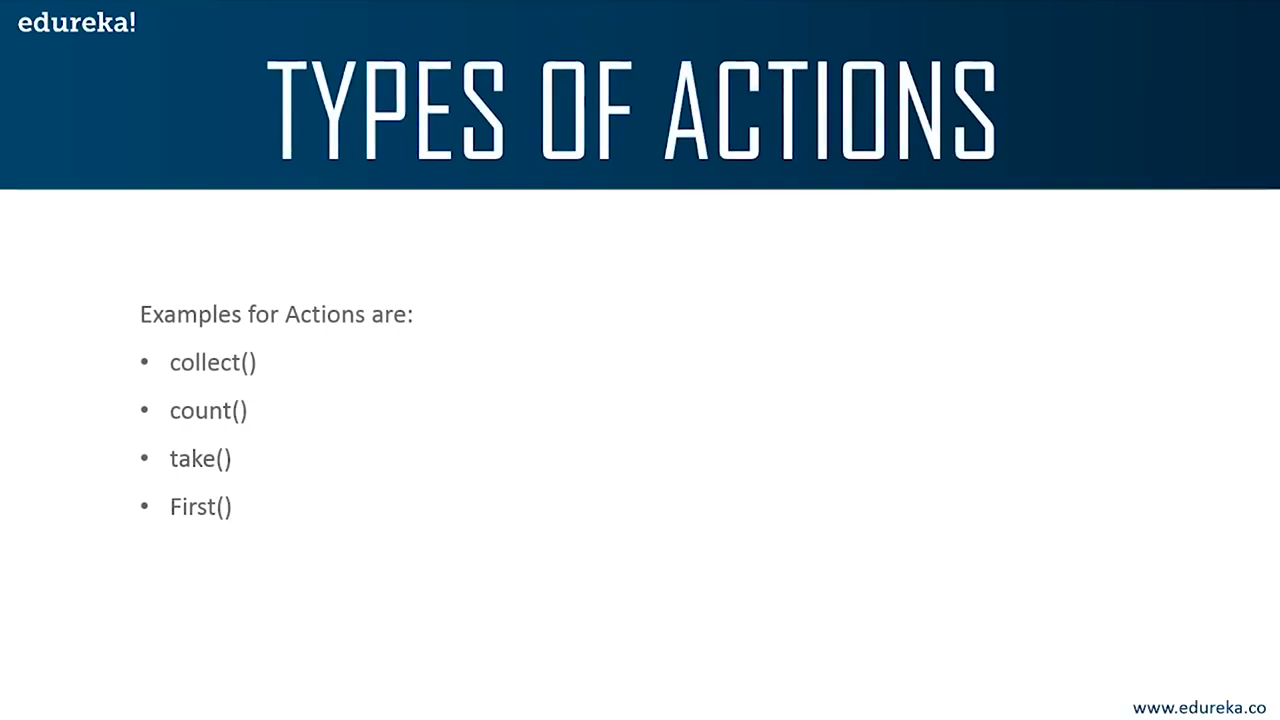 edureka!
TYPES OF ACTIONS
Examples for Actions are:
• collect()
• count()
• take()
• First()
www.edureka.co